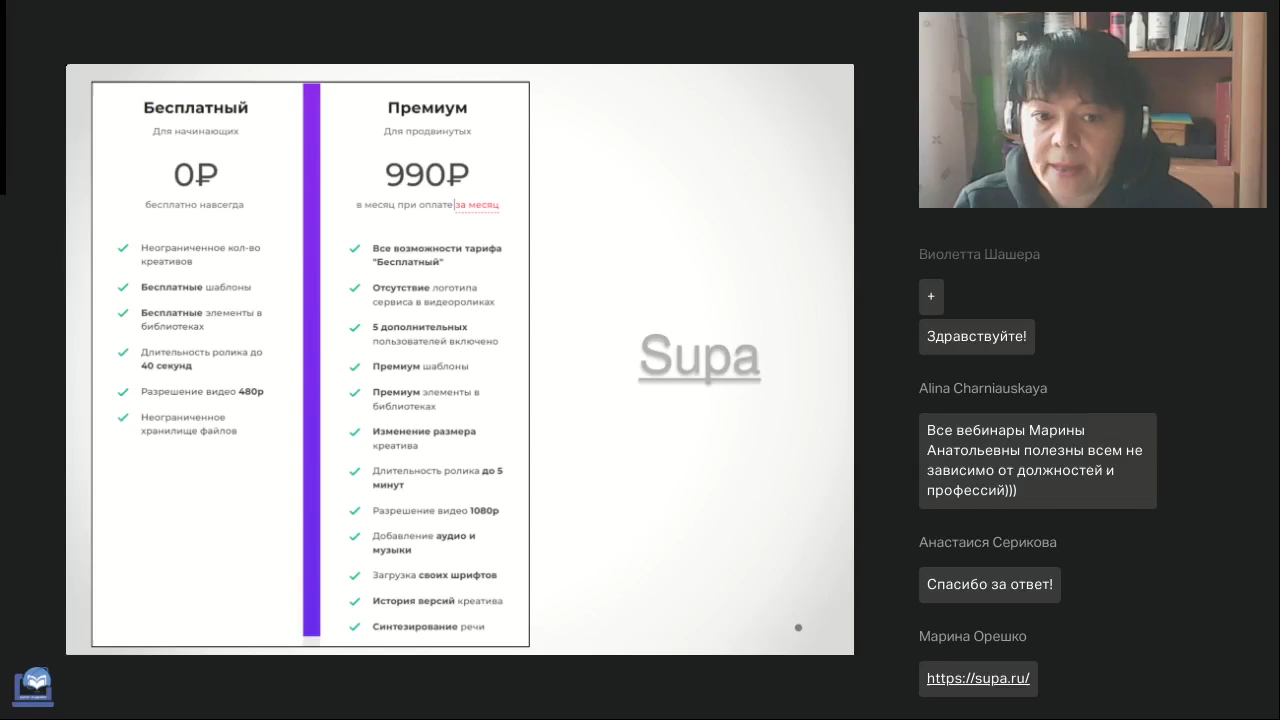 Бесплатный
Для начинающих
0₽
бесплатно навсегда
Неограниченное кол-во
креативов
Бесплатные шаблоны
Бесплатные элементы в
библиотеках
Длительность ролика до
40 секунд
Разрешение видео 480p
Неограниченное
хранилище файлов
Премиум
Для продвинутых
990₽
в месяц при оплате за месяц
Все возможности тарифа
"Бесплатный"
Отсутствие логотипа
сервиса в видеороликах
5 дополнительных
пользователей включено
Премиум шаблоны
Премиум элементы в
библиотеках
Изменение размера
креатива
Длительность ролика до 5
минут
Разрешение видео 1080p
Добавление аудио и
музыки
Загрузка своих шрифтов
История версий креатива
Синтезирование речи
Supa
Виолетта Шашера
+
Здравствуйте!
Alina Charniauskaya
Все вебинары Марины
Анатольевны полезны всем не
зависимо от должностей и
профессий)))
Анастаися Серикова
Спасибо за ответ!
Марина Орешко
https://supa.ru/